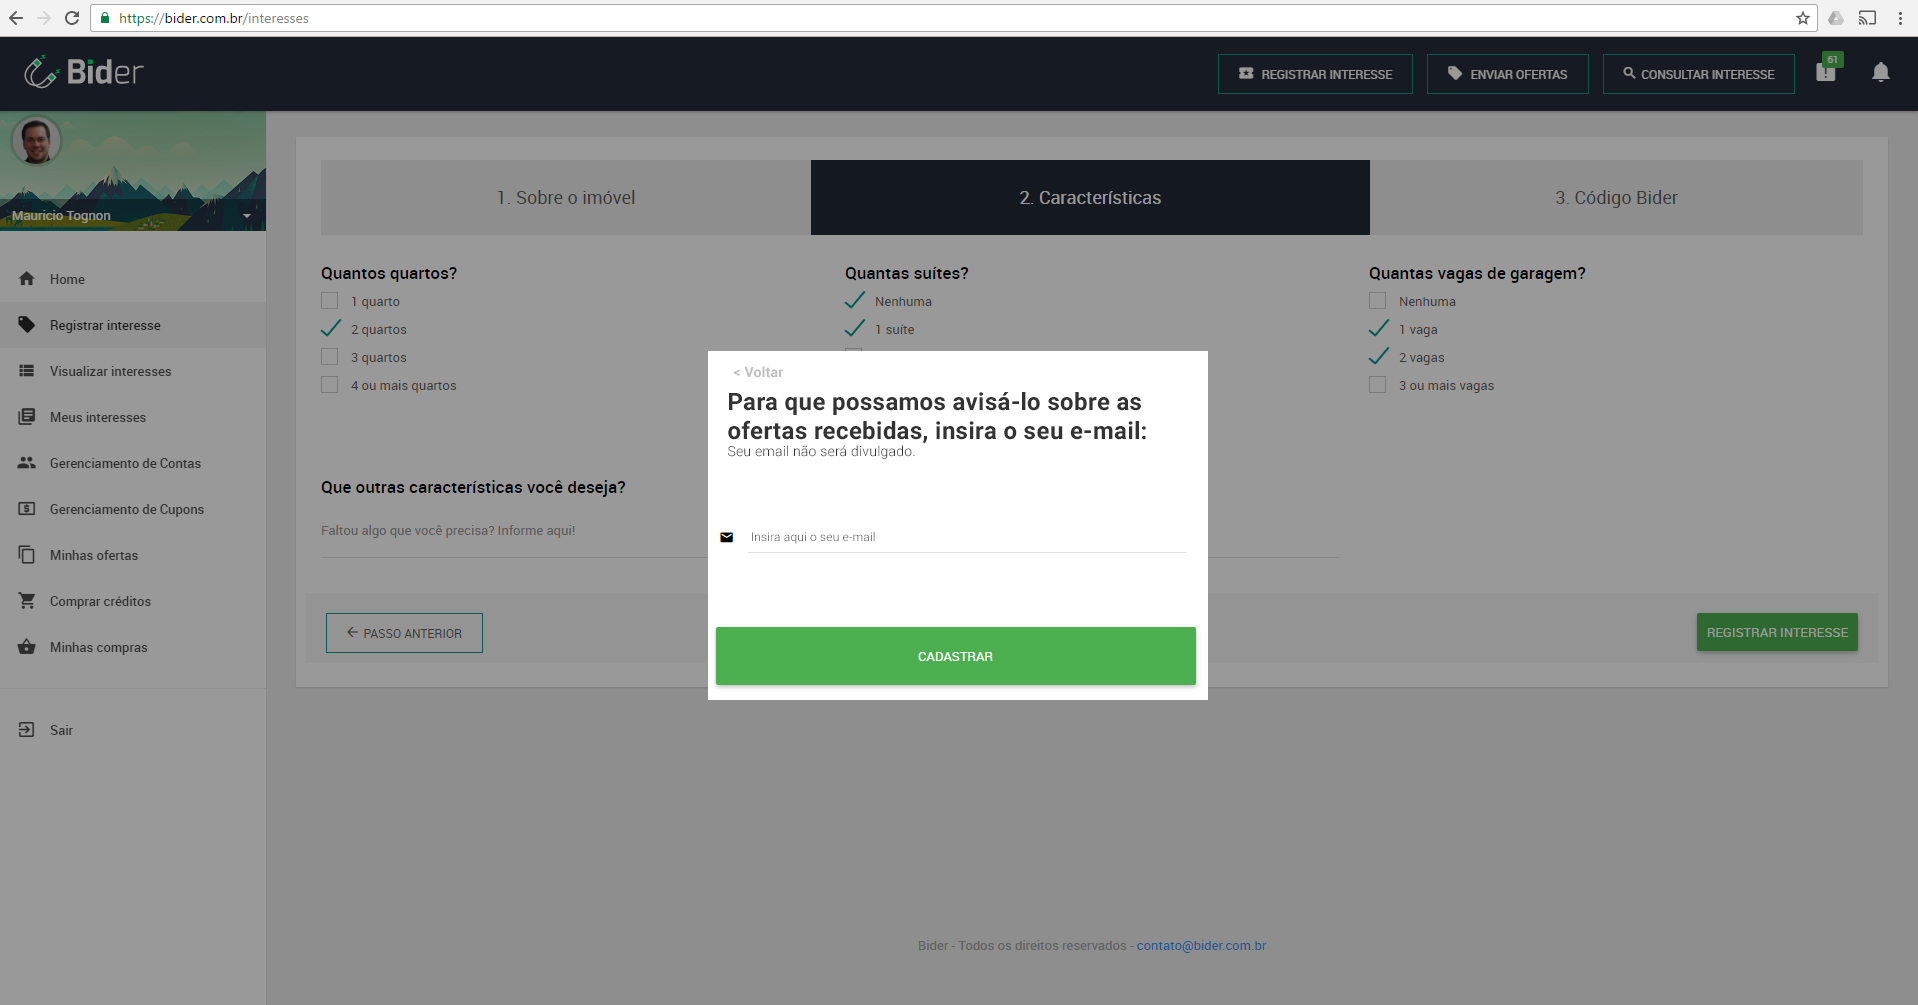 https://bider.com.br/interesses
Bider
REGISTRAR INTERESSE
ENVIAR OFERTAS
CONSULTAR INTERESSE
61
Mauricio Tognon
Home
Registrar interesse
Visualizar interesses
Meus interesses
Gerenciamento de Contas
Gerenciamento de Cupons
Minhas ofertas
Comprar créditos
Minhas compras
Sair
1. Sobre o imóvel
2. Características
3. Código Bider
Quantos quartos?
1 quarto
2 quartos
3 quartos
4 ou mais quartos
Quantas suítes?
Nenhuma
1 suíte
Quantas vagas de garagem?
Nenhuma
1 vaga
2 vagas
3 ou mais vagas
Que outras características você deseja?
Faltou algo que você precisa? Informe aqui!
PASSO ANTERIOR
REGISTRAR INTERESSE
< Voltar
Para que possamos avisá-lo sobre as
ofertas recebidas, insira o seu e-mail:
Seu email não será divulgado.
Insira aqui o seu e-mail
CADASTRAR
Bider - Todos os direitos reservados - contato@bider.com.br